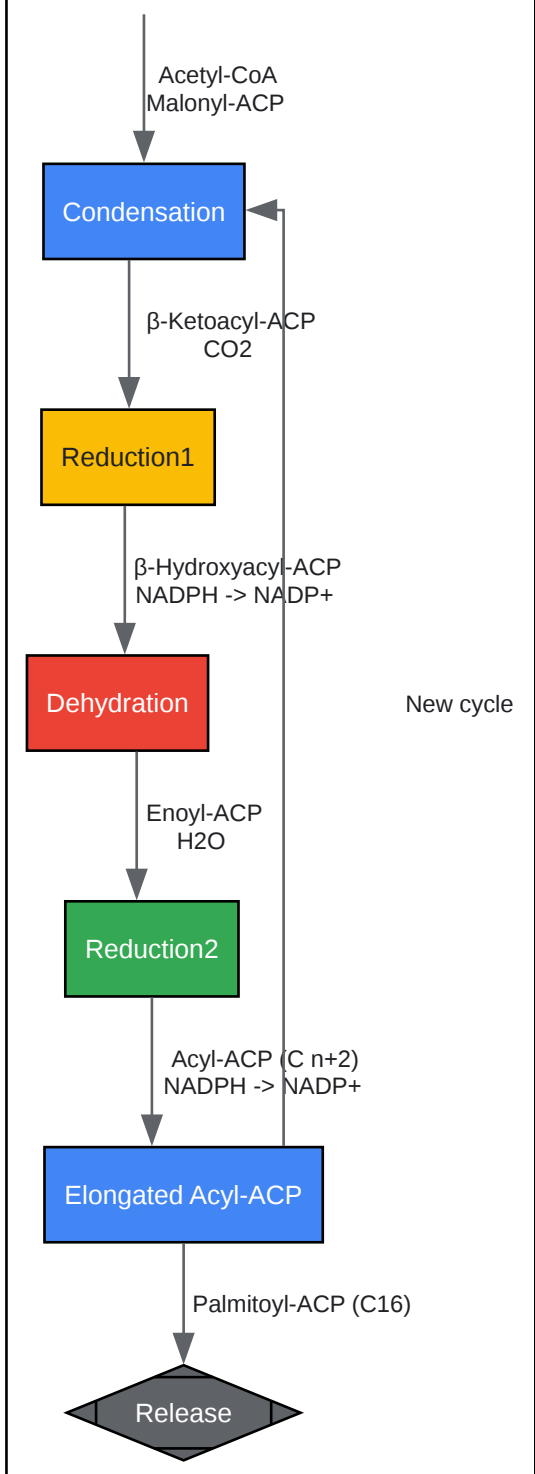 Acetyl-CoA
Malonyl-ACP
Condensation
β-Ketoacyl-ACP
CO2
Reduction1
β-Hydroxyacyl-ACP
NADPH -> NADP+
Dehydration
New cycle
Enoyl-ACP
H2O
Reduction2
Acyl-ACP (C n+2)
NADPH -> NADP+
Elongated Acyl-ACP
Palmitoyl-ACP (C16)
Release